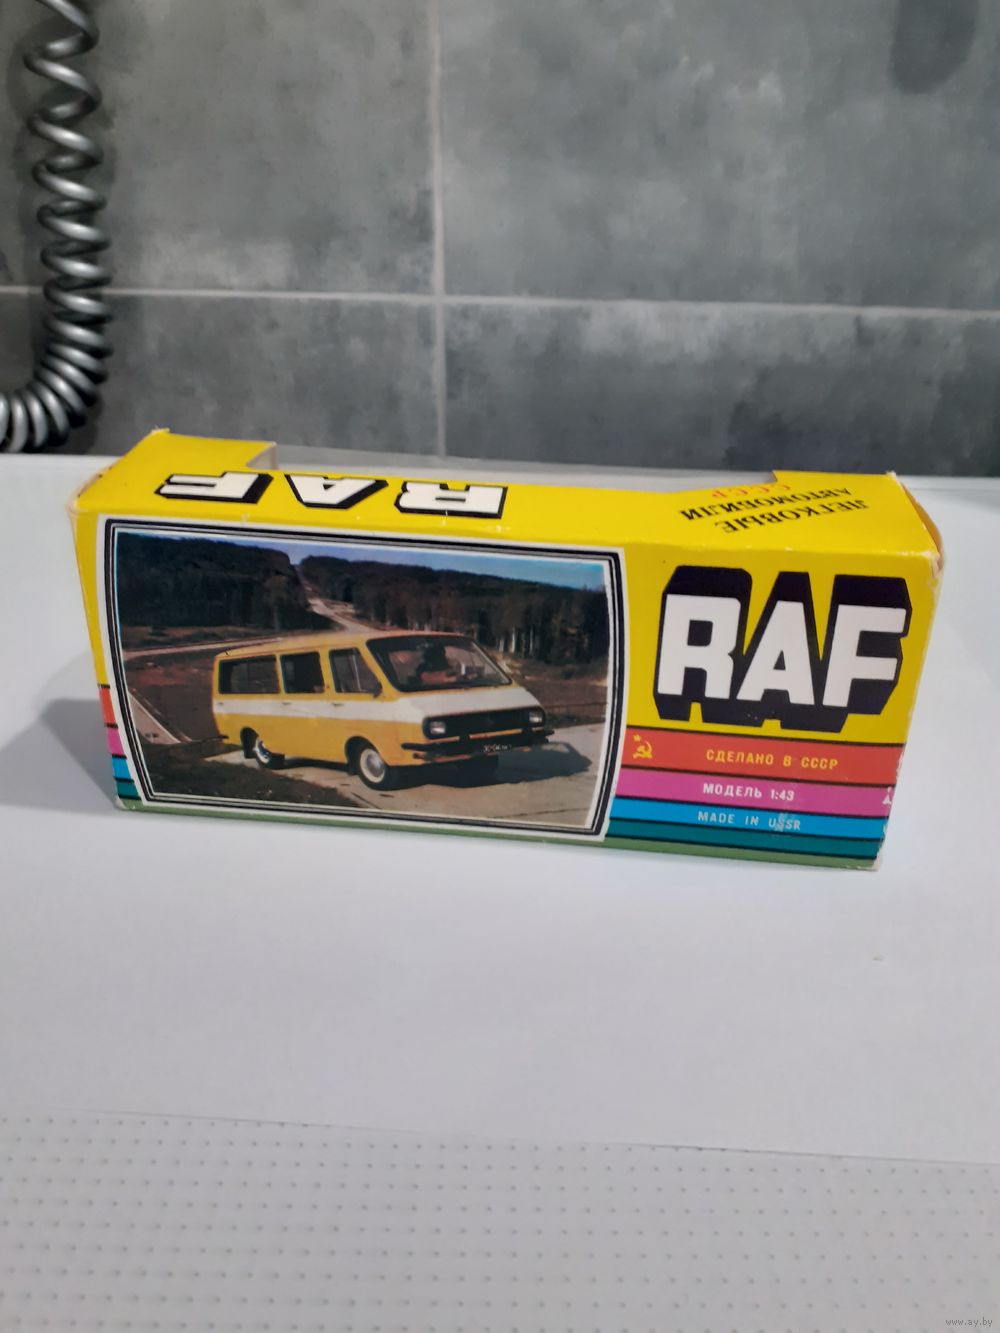 RAF
ЛЕГКОВЫЕ
АВТОМОБИЛИ
СССР
RAF
СДЕЛАНО В СССР
МОДЕЛЬ 1:43
MADE IN USSR
www.ay.by